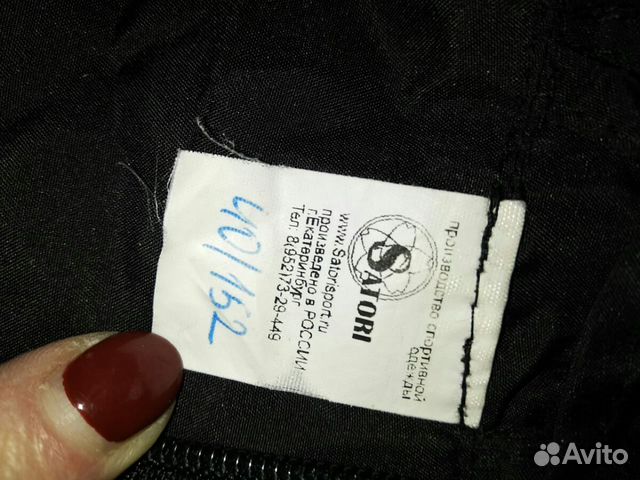 производство спортивной
одежды
SATORI
www.Satorisport.ru
произведено в РОССИИ
г.Екатеринбург
Тел. 8(952)73-29-449
40/152
Avito